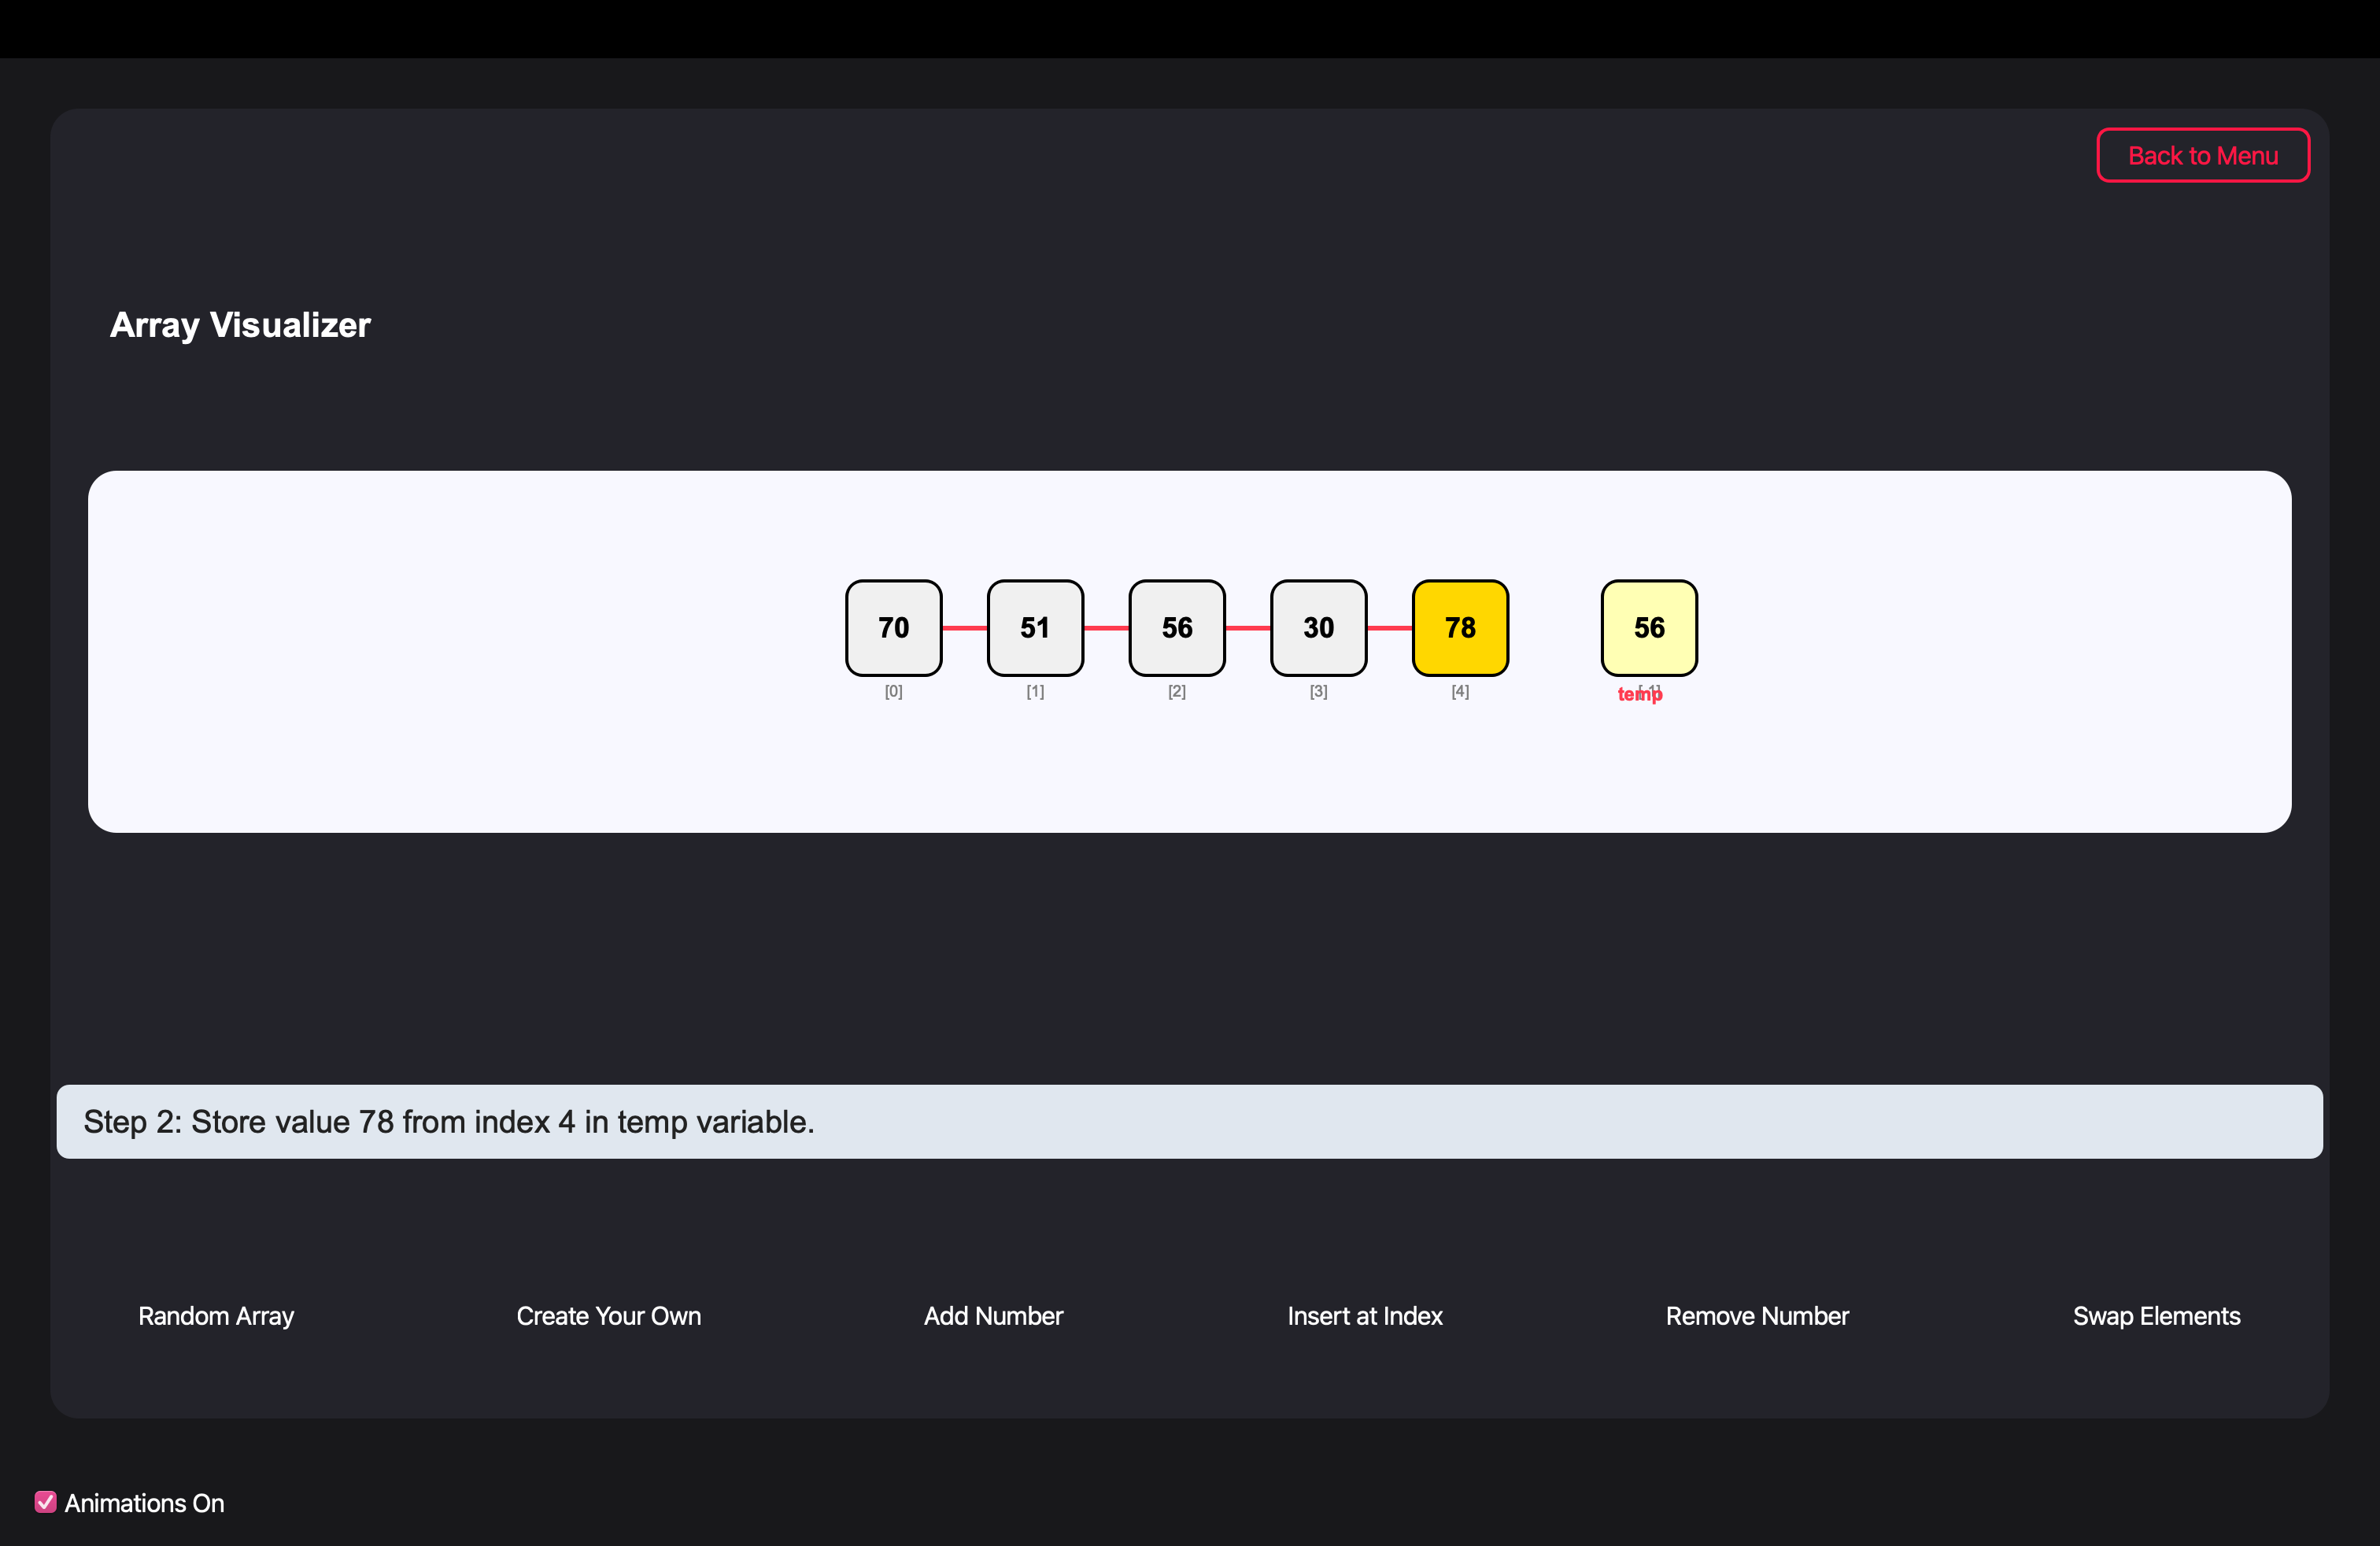 Back to Menu
Array Visualizer
70 51 56 30 78 56
[0] [1] [2] [3] [4] temp
Step 2: Store value 78 from index 4 in temp variable.
Random Array Create Your Own Add Number Insert at Index Remove Number Swap Elements
Animations On